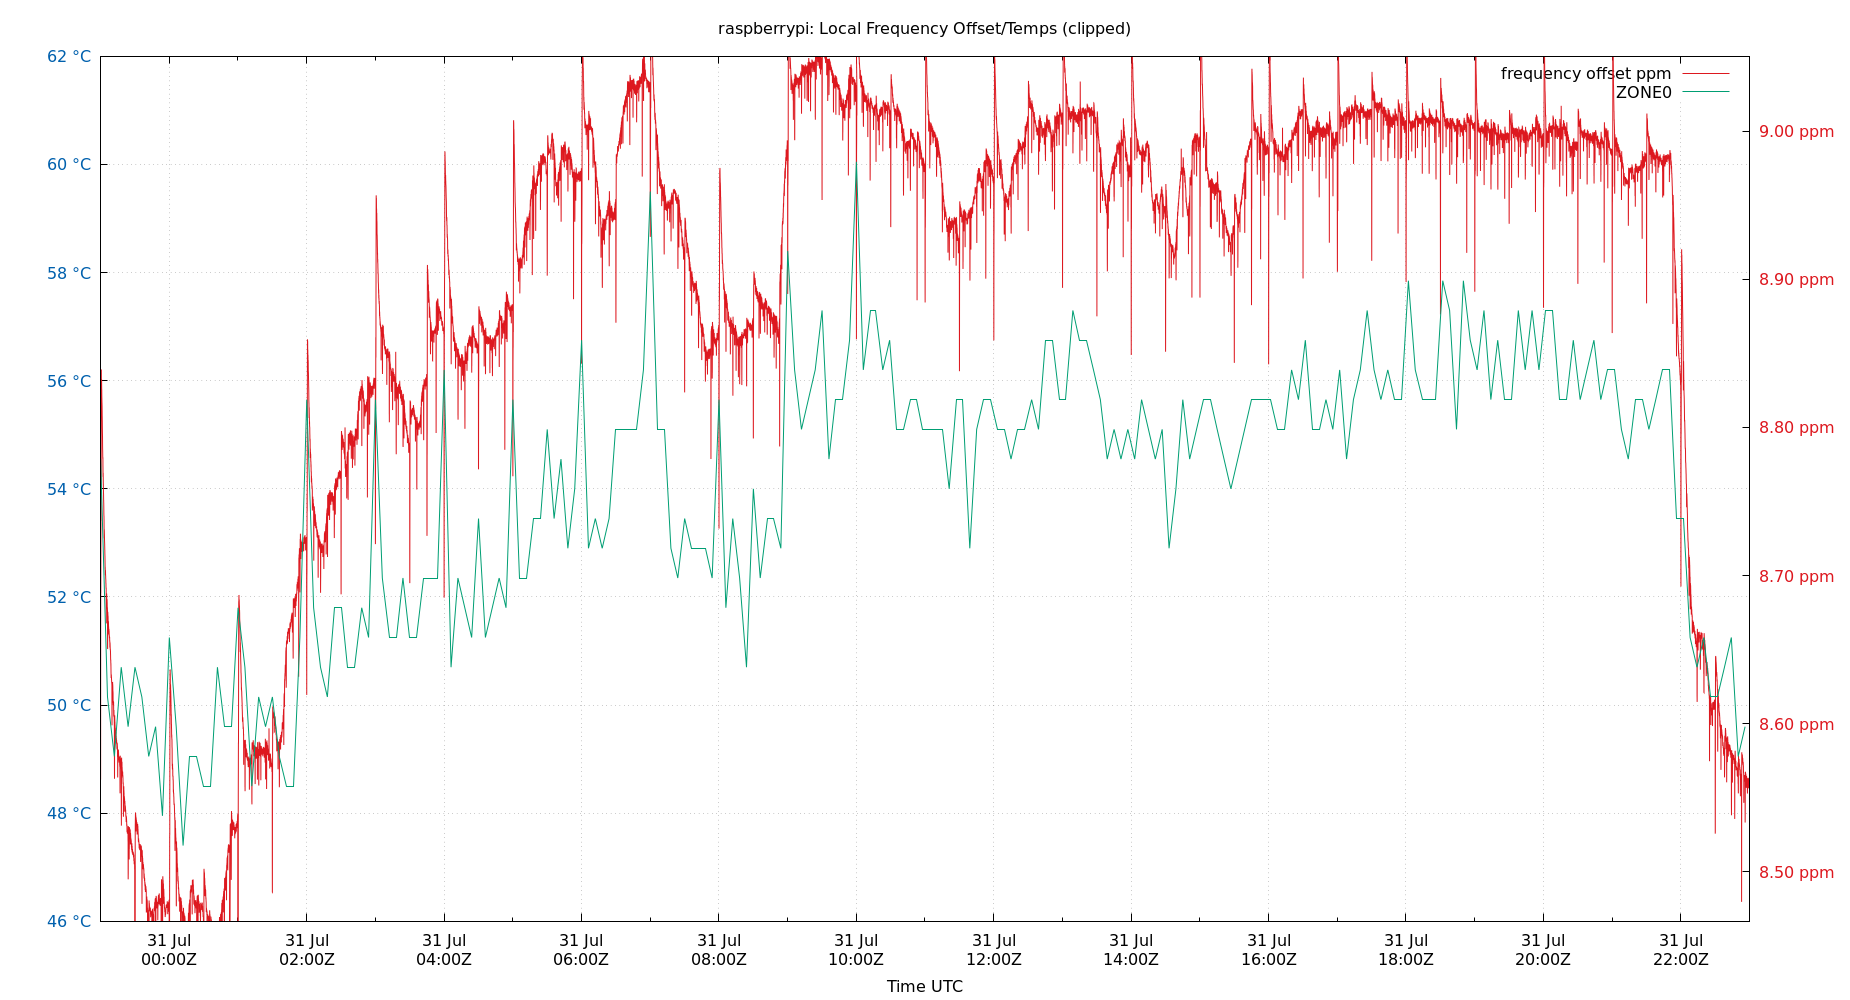 raspberrypi: Local Frequency Offset/Temps (clipped)
62 °C
60 °C
58 °C
56 °C
54 °C
52 °C
50 °C
48 °C
46 °C
frequency offset ppm
ZONE0
9.00 ppm
8.90 ppm
8.80 ppm
8.70 ppm
8.60 ppm
8.50 ppm
31 Jul
00:00Z
31 Jul
02:00Z
31 Jul
04:00Z
31 Jul
06:00Z
31 Jul
08:00Z
31 Jul
10:00Z
31 Jul
12:00Z
31 Jul
14:00Z
31 Jul
16:00Z
31 Jul
18:00Z
31 Jul
20:00Z
31 Jul
22:00Z
Time UTC